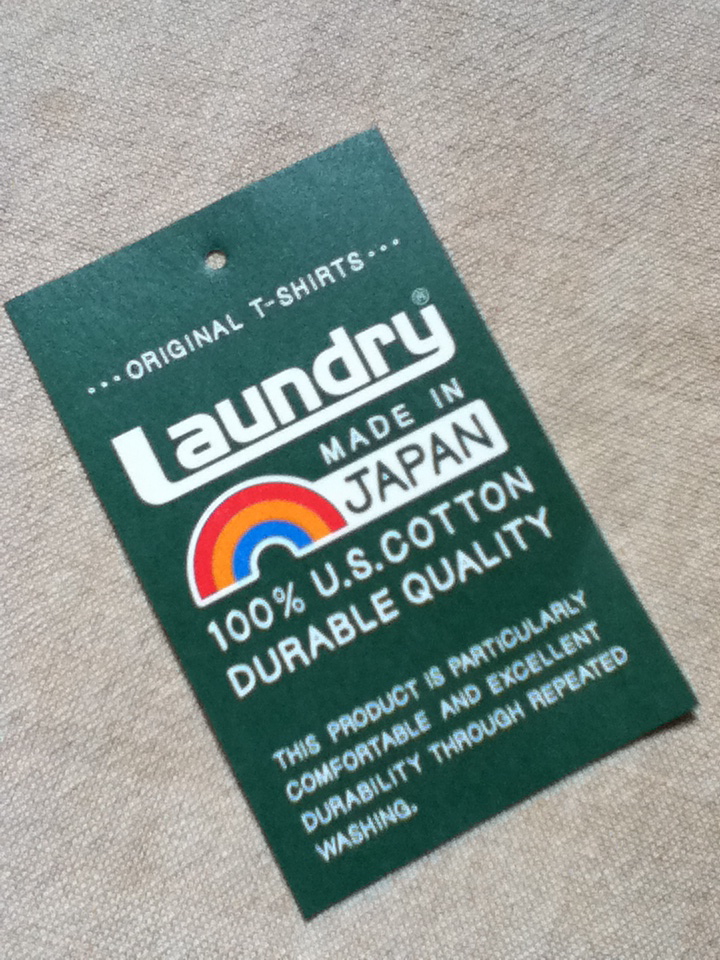 ...ORIGINAL T-SHIRTS...
Laundry®
MADE IN
JAPAN
100% U.S.COTTON
DURABLE QUALITY
THIS PRODUCT IS PARTICULARLY
COMFORTABLE AND EXCELLENT
DURABILITY THROUGH REPEATED
WASHING.